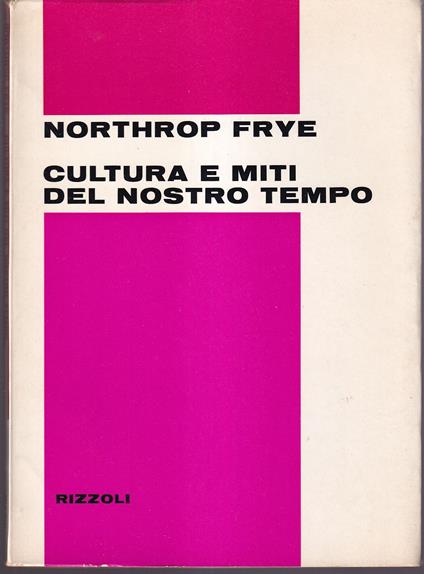 NORTHROP FRYE
CULTURA E MITI
DEL NOSTRO TEMPO
RIZZOLI